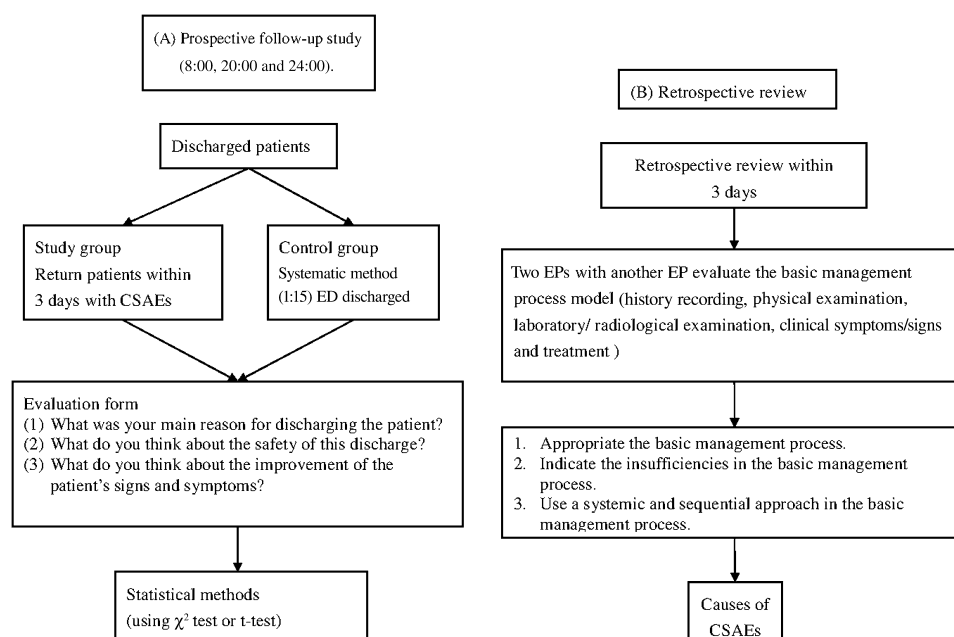 (A) Prospective follow-up study
(8:00, 20:00 and 24:00).
Discharged patients
Study group
Return patients within
3 days with CSAEs
Control group
Systematic method
(1:15) ED discharged
Evaluation form
(1) What was your main reason for discharging the patient?
(2) What do you think about the safety of this discharge?
(3) What do you think about the improvement of the
patient's signs and symptoms?
Statistical methods
(using χ² test or t-test)
(B) Retrospective review
Retrospective review within
3 days
Two EPs with another EP evaluate the basic management
process model (history recording, physical examination,
laboratory/ radiological examination, clinical symptoms/signs
and treatment )
1. Appropriate the basic management process.
2. Indicate the insufficiencies in the basic management
process.
3. Use a systemic and sequential approach in the basic
management process.
Causes of
CSAEs